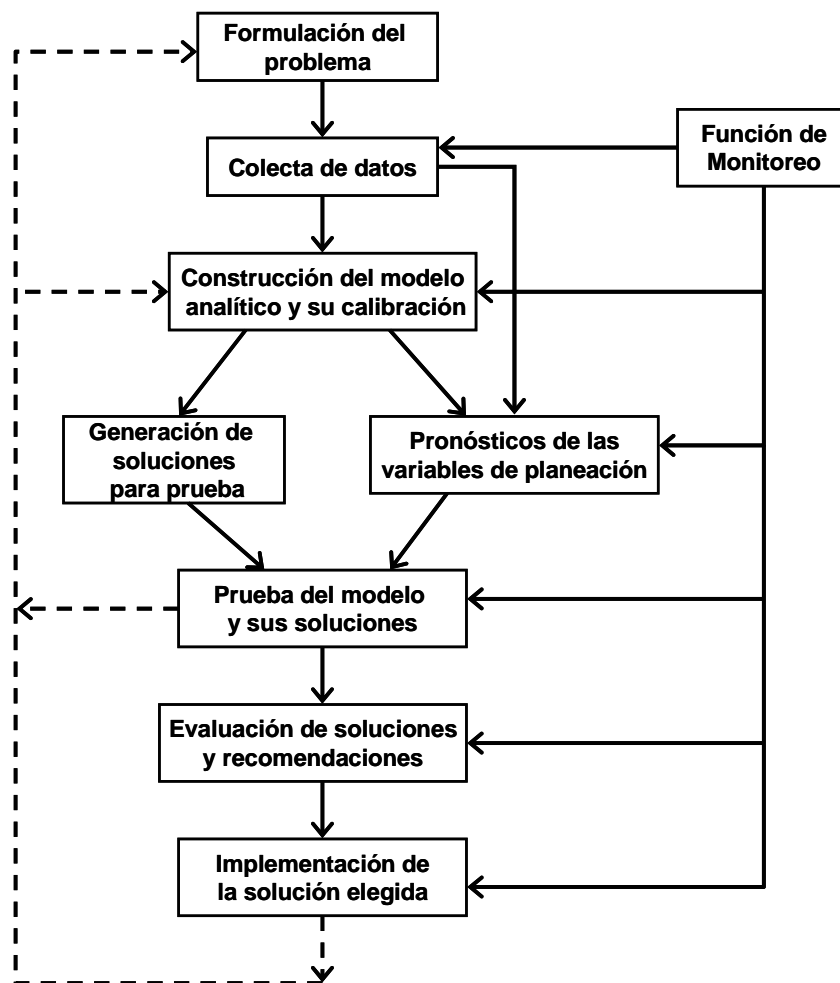 Formulación del
problema
Función de
Monitoreo
Colecta de datos
Construcción del modelo
analítico y su calibración
Generación de
soluciones
para prueba
Pronósticos de las
variables de planeación
Prueba del modelo
y sus soluciones
Evaluación de soluciones
y recomendaciones
Implementación de
la solución elegida